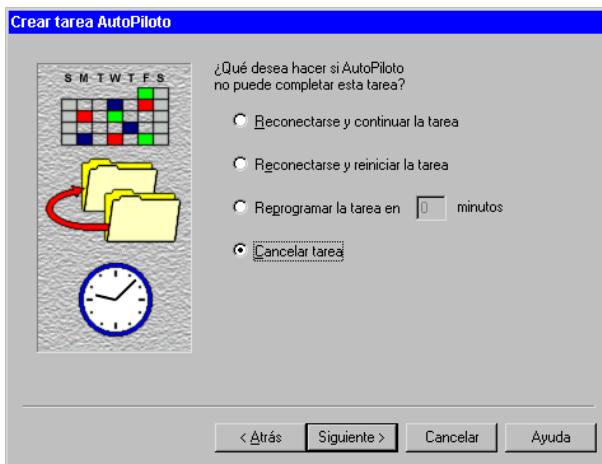 Crear tarea AutoPiloto
S M T W T F S
¿Qué desea hacer si AutoPiloto
no puede completar esta tarea?
Reconectarse y continuar la tarea
Reconectarse y reiniciar la tarea
Reprogramar la tarea en 0 minutos
Cancelar tarea
< Atrás Siguiente > Cancelar Ayuda